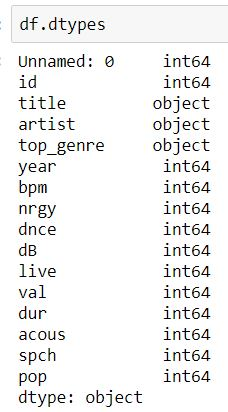 df.dtypes
Unnamed: 0 int64
id int64
title object
artist object
top_genre object
year int64
bpm int64
nrgy int64
dnce int64
dB int64
live int64
val int64
dur int64
acous int64
spch int64
pop int64
dtype: object